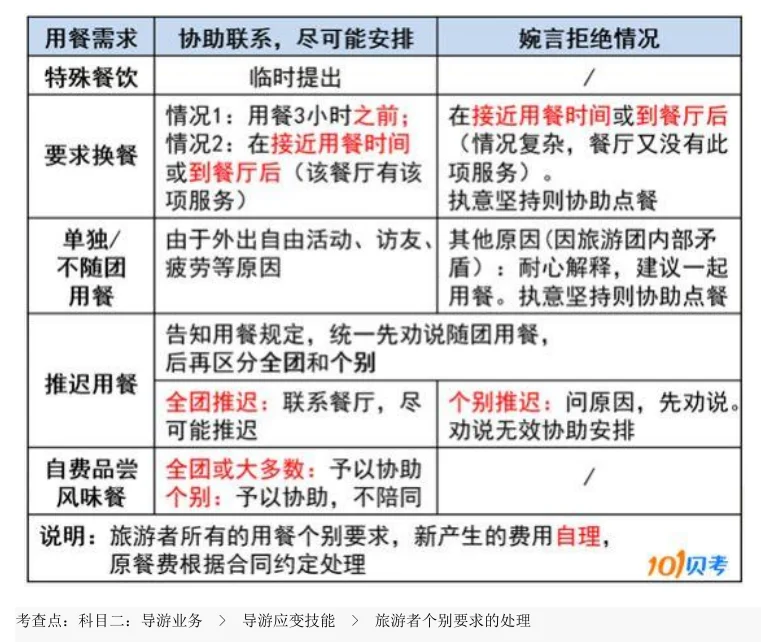 用餐需求 协助联系，尽可能安排 婉言拒绝情况
特殊餐饮 临时提出 /
要求换餐
情况1：用餐3小时之前；
情况2：在接近用餐时间
或到餐厅后（该餐厅有该
项服务）
在接近用餐时间或到餐厅后
（情况复杂，餐厅又没有此
项服务）。
执意坚持则协助点餐
单独/
不随团
用餐
由于外出自由活动、访友、
疲劳等原因
其他原因(因旅游团内部矛
盾）：耐心解释，建议一起
用餐。执意坚持则协助点餐
推迟用餐
告知用餐规定，统一先劝说随团用餐，
后再区分全团和个别
全团推迟：联系餐厅，尽
可能推迟
个别推迟：问原因，先劝说。
劝说无效协助安排
自费品尝
风味餐
全团或大多数：予以协助
个别：予以协助，不陪同
/
说明：旅游者所有的用餐个别要求，新产生的费用自理，
原餐费根据合同约定处理
101贝考
考查点：科目二：导游业务 > 导游应变技能 > 旅游者个别要求的处理